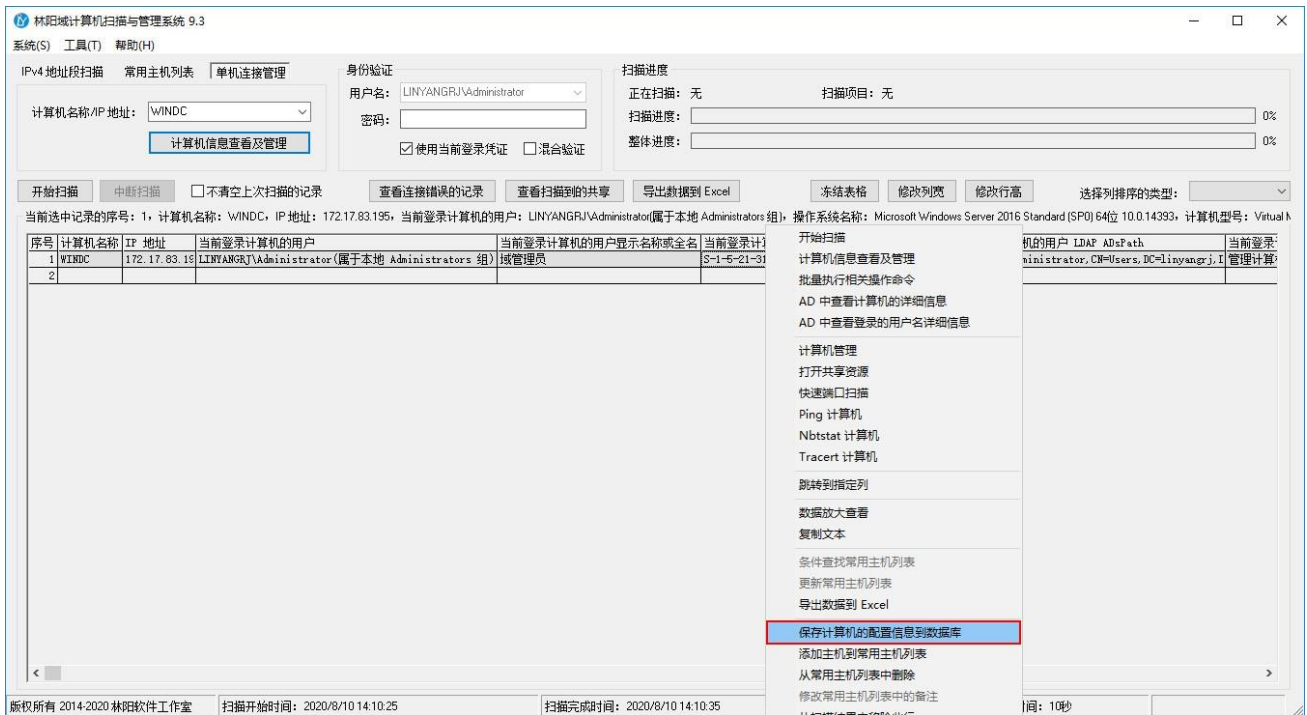 林阳域计算机扫描与管理系统 9.3
系统(S) 工具(T) 帮助(H)
IPv4 地址段扫描 常用主机列表 单机连接管理
计算机名称/IP 地址: WINDC
计算机信息查看及管理
身份验证
用户名: LINYANGRJ\Administrator
密码:
使用当前登录凭证 混合验证
扫描进度
正在扫描: 无 扫描项目: 无
扫描进度: 0%
整体进度: 0%
开始扫描 中断扫描 不清空上次扫描的记录 查看连接错误的记录 查看扫描到的共享 导出数据到 Excel 冻结表格 修改列宽 修改行高 选择列排序的类型:
当前选中记录的序号: 1, 计算机名称: WINDC, IP 地址: 172.17.83.195, 当前登录计算机的用户: LINYANGRJ\Administrator(属于本地 Administrators 组), 操作系统名称: Microsoft Windows Server 2016 Standard (SP0) 64位 10.0.14393, 计算机型号: Virtual
序号 计算机名称 IP 地址 当前登录计算机的用户 当前登录计算机的用户显示名称或全名 当前登录计 机的用户 LDAP ADsPath 当前登录
1 WINDC 172.17.83.19 LINYANGRJ\Administrator(属于本地 Administrators 组) 域管理员 S-1-5-21-31 ministrator,CN=Users,DC=linyangrj, 管理计算
2
开始扫描
计算机信息查看及管理
批量执行相关操作命令
AD 中查看计算机的详细信息
AD 中查看登录的用户名详细信息
计算机管理
打开共享资源
快速端口扫描
Ping 计算机
Nbtstat 计算机
Tracert 计算机
跳转到指定列
数据放大查看
复制文本
条件查找常用主机列表
更新常用主机列表
导出数据到 Excel
保存计算机的配置信息到数据库
添加主机到常用主机列表
从常用主机列表中删除
修改常用主机列表中的备注
版权所有 2014-2020 林阳软件工作室 扫描开始时间: 2020/8/10 14:10:25 扫描完成时间: 2020/8/10 14:10:35 间: 10秒